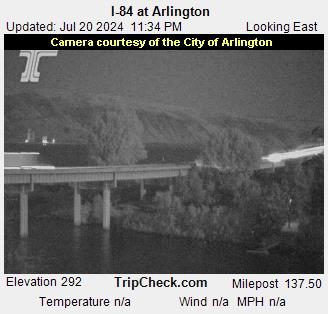 I-84 at Arlington
Updated: Jul 20 2024 11:34 PM Looking East
Camera courtesy of the City of Arlington
Elevation 292 TripCheck.com Milepost 137.50
Temperature n/a Wind n/a MPH n/a